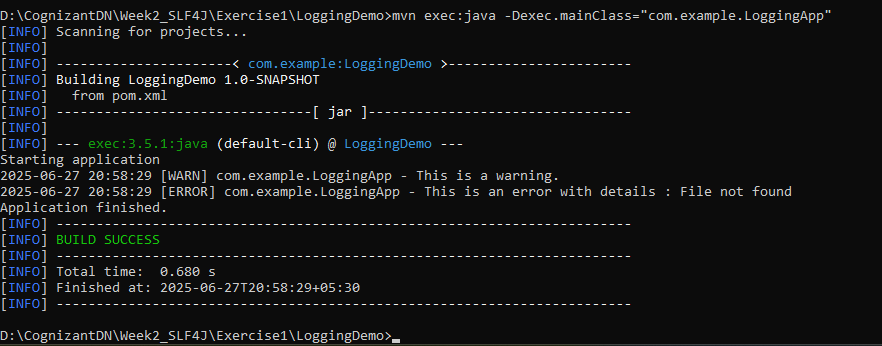 D:\CognizantDN\Week2_SLF4J\Exercise1\LoggingDemo>mvn exec:java -Dexec.mainClass="com.example.LoggingApp"
[INFO] Scanning for projects...
[INFO]
[INFO] ----------------------< com.example:LoggingDemo >-----------------------
[INFO] Building LoggingDemo 1.0-SNAPSHOT
[INFO]   from pom.xml
[INFO] --------------------------------[ jar ]---------------------------------
[INFO]
[INFO] --- exec:3.5.1:java (default-cli) @ LoggingDemo ---
Starting application
2025-06-27 20:58:29 [WARN] com.example.LoggingApp - This is a warning.
2025-06-27 20:58:29 [ERROR] com.example.LoggingApp - This is an error with details : File not found
Application finished.
[INFO] ------------------------------------------------------------------------
[INFO] BUILD SUCCESS
[INFO] ------------------------------------------------------------------------
[INFO] Total time:  0.680 s
[INFO] Finished at: 2025-06-27T20:58:29+05:30
[INFO] ------------------------------------------------------------------------
D:\CognizantDN\Week2_SLF4J\Exercise1\LoggingDemo>